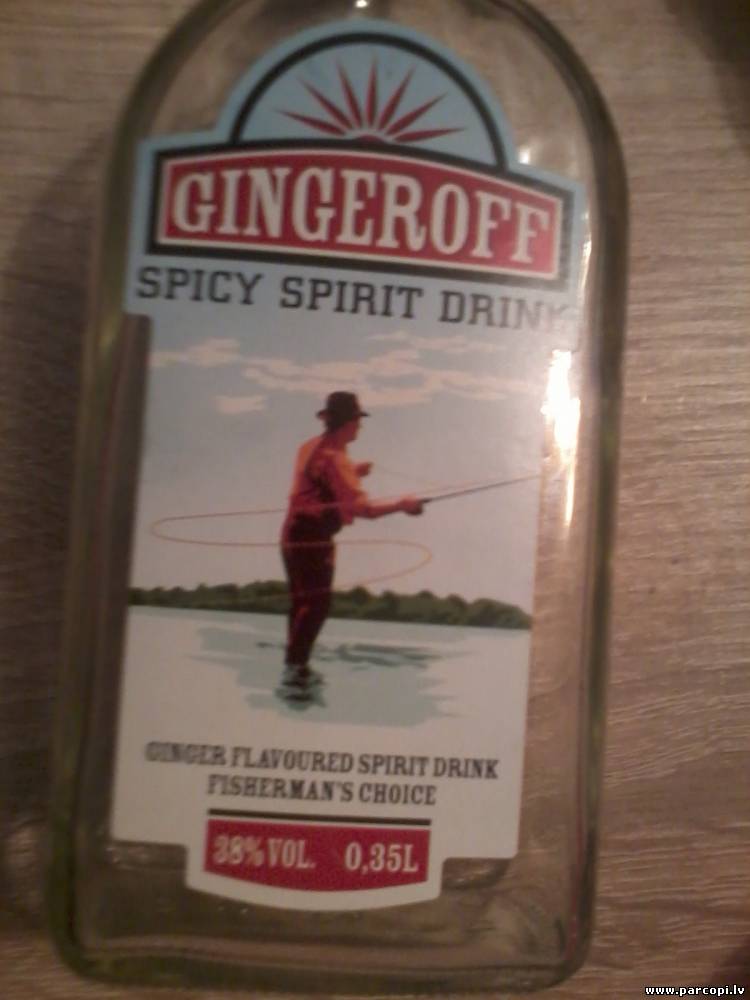 GINGEROFF
SPICY SPIRIT DRINK
GINGER FLAVOURED SPIRIT DRINK
FISHERMAN'S CHOICE
38% VOL. 0,35L
www.parcopi.lv